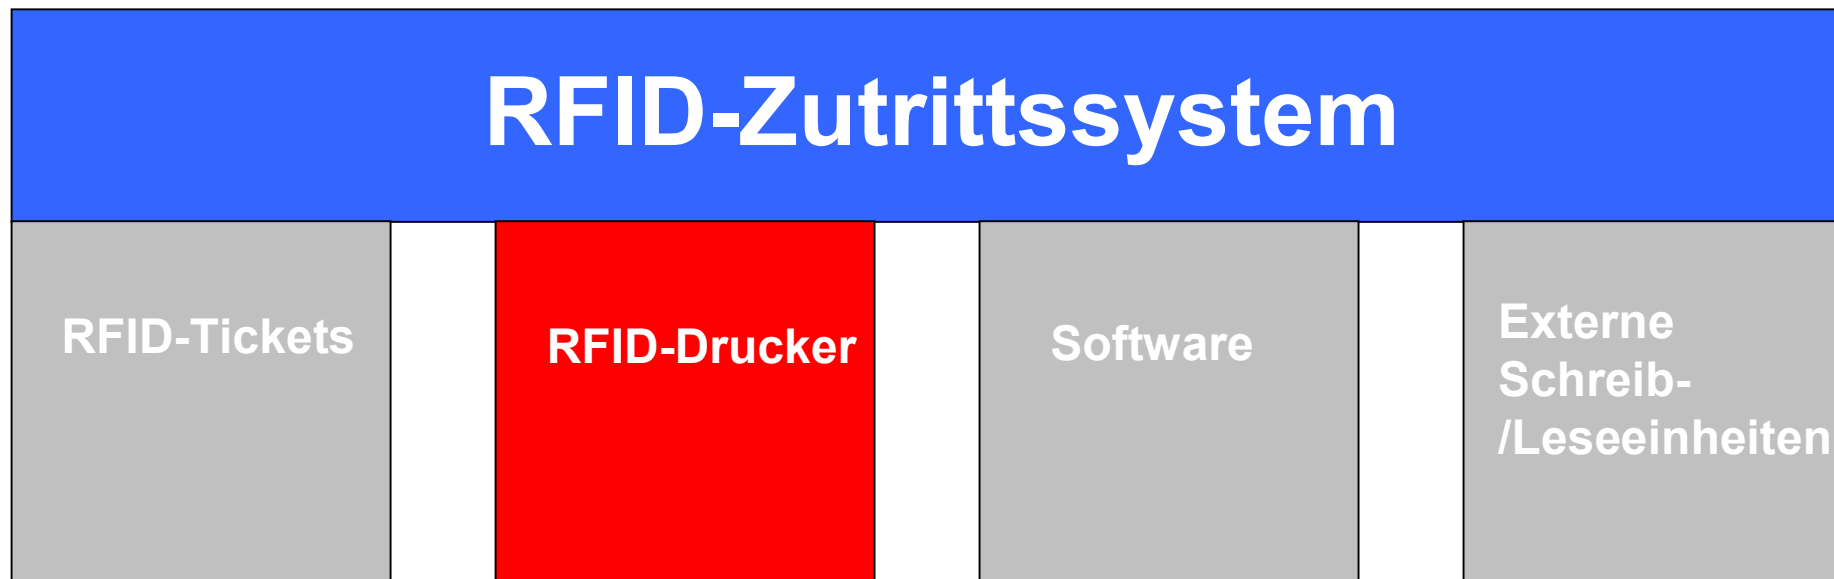 RFID-Zutrittssystem
RFID-Tickets
RFID-Drucker
Software
Externe
Schreib-
/Leseeinheiten